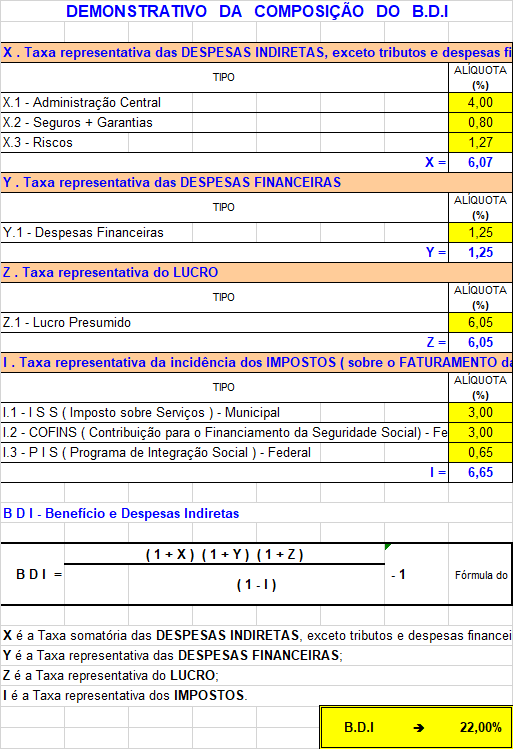 DEMONSTRATIVO DA COMPOSIÇÃO DO B.D.I
X . Taxa representativa das DESPESAS INDIRETAS, exceto tributos e despesas fi
TIPO ALÍQUOTA (%)
X.1 - Administração Central 4,00
X.2 - Seguros + Garantias 0,80
X.3 - Riscos 1,27
X = 6,07
Y . Taxa representativa das DESPESAS FINANCEIRAS
TIPO ALÍQUOTA (%)
Y.1 - Despesas Financeiras 1,25
Y = 1,25
Z . Taxa representativa do LUCRO
TIPO ALÍQUOTA (%)
Z.1 - Lucro Presumido 6,05
Z = 6,05
I . Taxa representativa da incidência dos IMPOSTOS ( sobre o FATURAMENTO da
TIPO ALÍQUOTA (%)
I.1 - I S S ( Imposto sobre Serviços ) - Municipal 3,00
I.2 - COFINS ( Contribuição para o Financiamento da Seguridade Social) - Fe 3,00
I.3 - P I S ( Programa de Integração Social ) - Federal 0,65
I = 6,65
B D I - Benefício e Despesas Indiretas
( 1 + X ) ( 1 + Y ) ( 1 + Z )
B D I = - 1 Fórmula do
( 1 - I )
X é a Taxa somatória das DESPESAS INDIRETAS, exceto tributos e despesas financei
Y é a Taxa representativa das DESPESAS FINANCEIRAS;
Z é a Taxa representativa do LUCRO;
I é a Taxa representativa dos IMPOSTOS.
B.D.I ➔ 22,00%